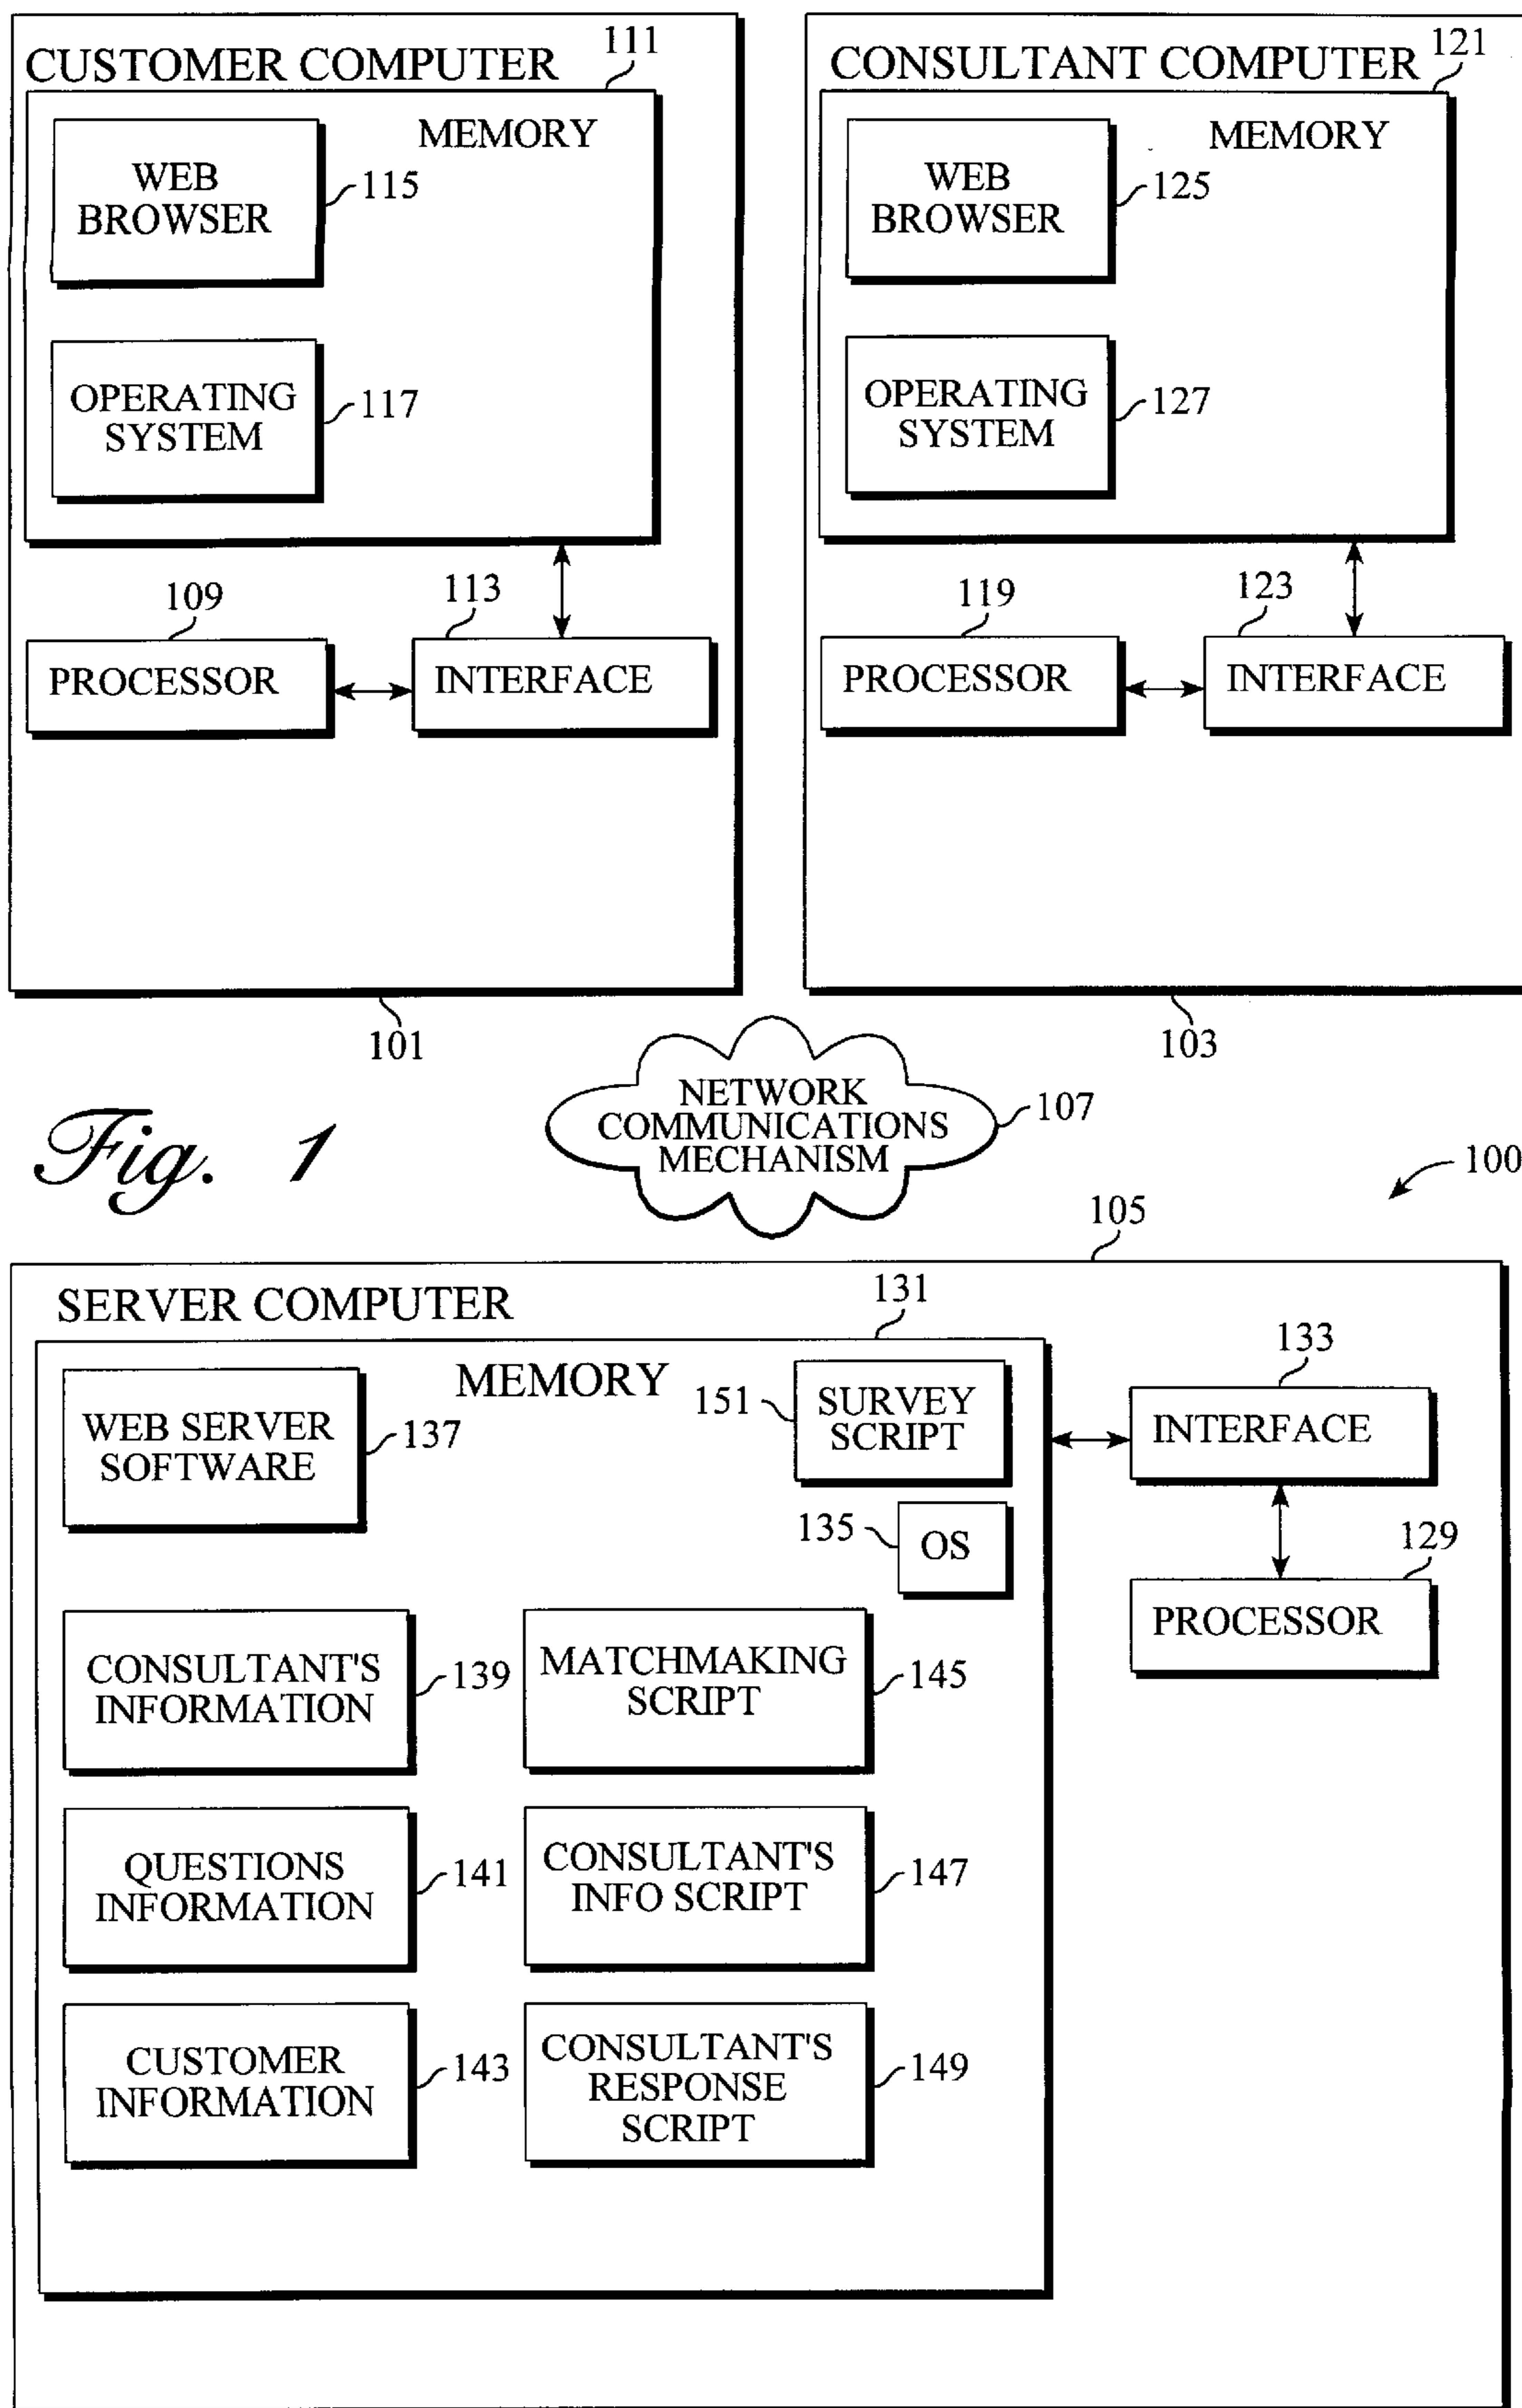 CUSTOMER COMPUTER
111
MEMORY
WEB
BROWSER
115
OPERATING
SYSTEM
117
109
113
PROCESSOR
INTERFACE
101
CONSULTANT COMPUTER
121
MEMORY
WEB
BROWSER
125
OPERATING
SYSTEM
127
119
123
PROCESSOR
INTERFACE
103
NETWORK
COMMUNICATIONS
MECHANISM
107
Fig. 1
100
105
SERVER COMPUTER
131
MEMORY
WEB SERVER
SOFTWARE
137
151
SURVEY
SCRIPT
135
OS
133
INTERFACE
129
PROCESSOR
CONSULTANT'S
INFORMATION
139
MATCHMAKING
SCRIPT
145
QUESTIONS
INFORMATION
141
CONSULTANT'S
INFO SCRIPT
147
CUSTOMER
INFORMATION
143
CONSULTANT'S
RESPONSE
SCRIPT
149